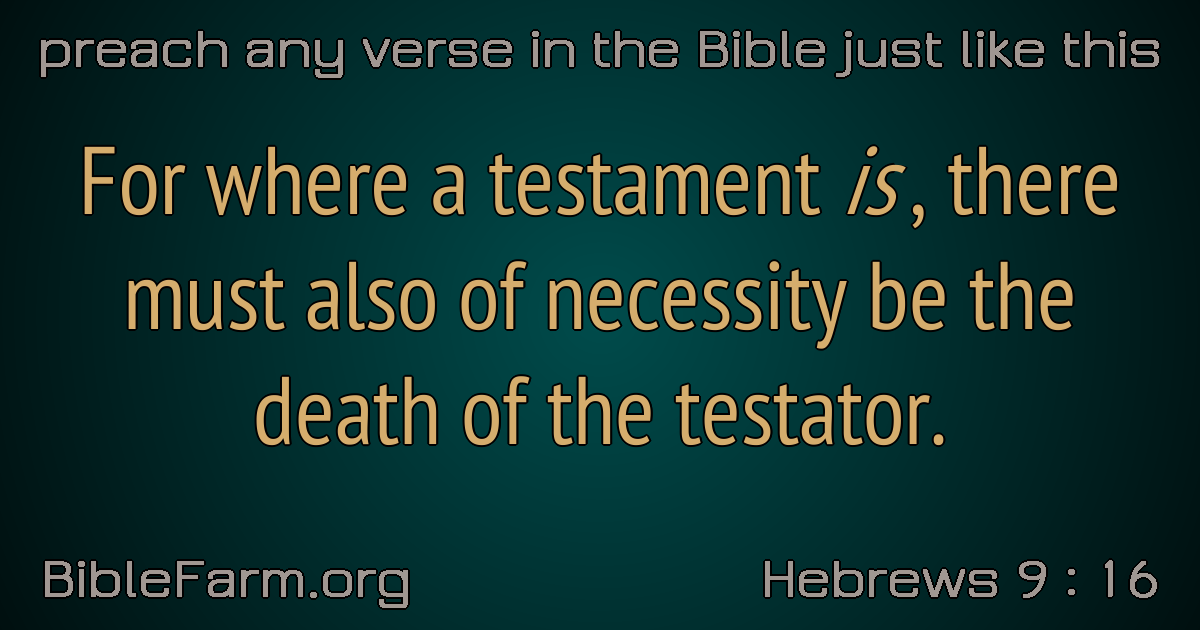 preach any verse in the Bible just like this
For where a testament is, there
must also of necessity be the
death of the testator.
BibleFarm.org
Hebrews 9 : 16